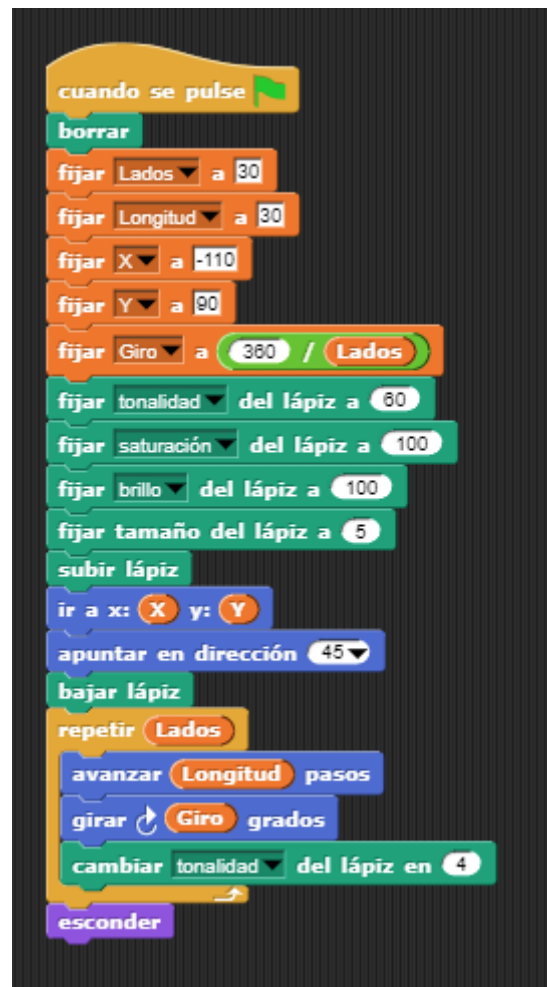 cuando se pulse
borrar
fijar Lados a 30
fijar Longitud a 30
fijar X a -110
fijar Y a 90
fijar Giro a 360 / Lados
fijar tonalidad del lápiz a 60
fijar saturación del lápiz a 100
fijar brillo del lápiz a 100
fijar tamaño del lápiz a 5
subir lápiz
ir a x: X y: Y
apuntar en dirección 45
bajar lápiz
repetir Lados
avanzar Longitud pasos
girar Giro grados
cambiar tonalidad del lápiz en 4
esconder